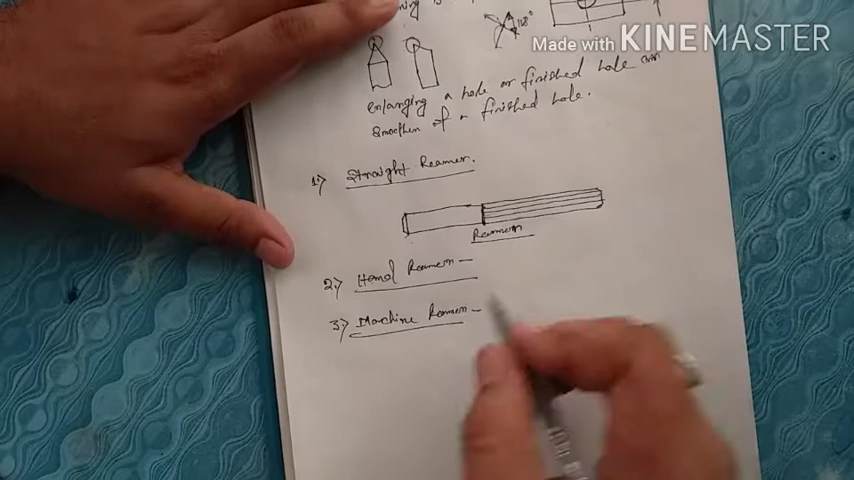 118°
Made with KINEMASTER
enlarging a hole or finished hole
smoothen of a finished hole.
1) Straight Reamer.
Reamer
2) Hand Reamer -
3) Machine Reamer -